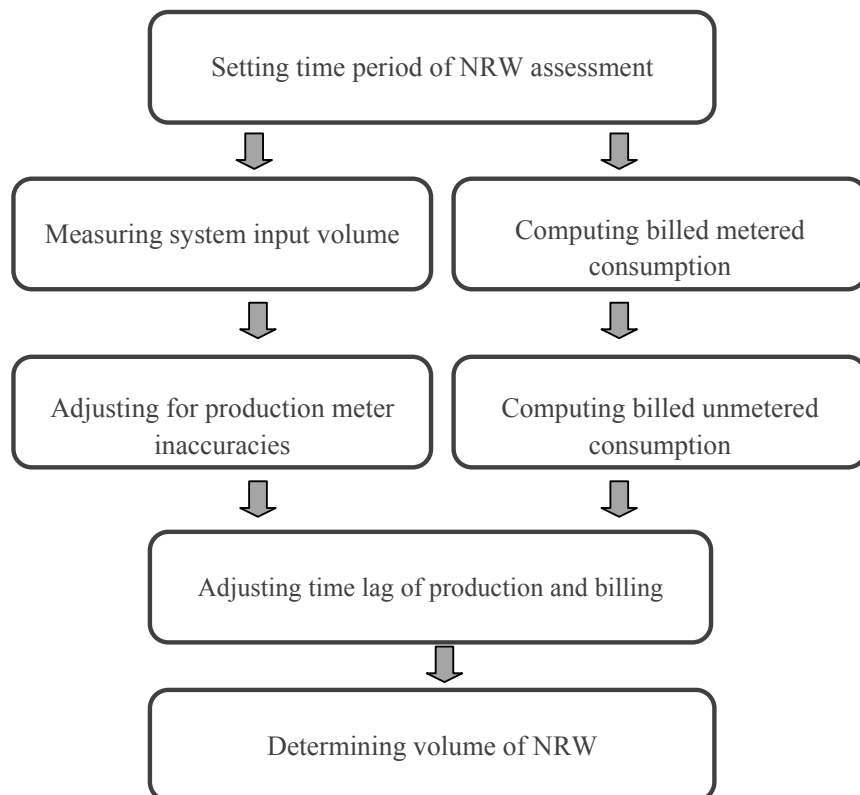 Setting time period of NRW assessment
Measuring system input volume
Computing billed metered
consumption
Adjusting for production meter
inaccuracies
Computing billed unmetered
consumption
Adjusting time lag of production and billing
Determining volume of NRW